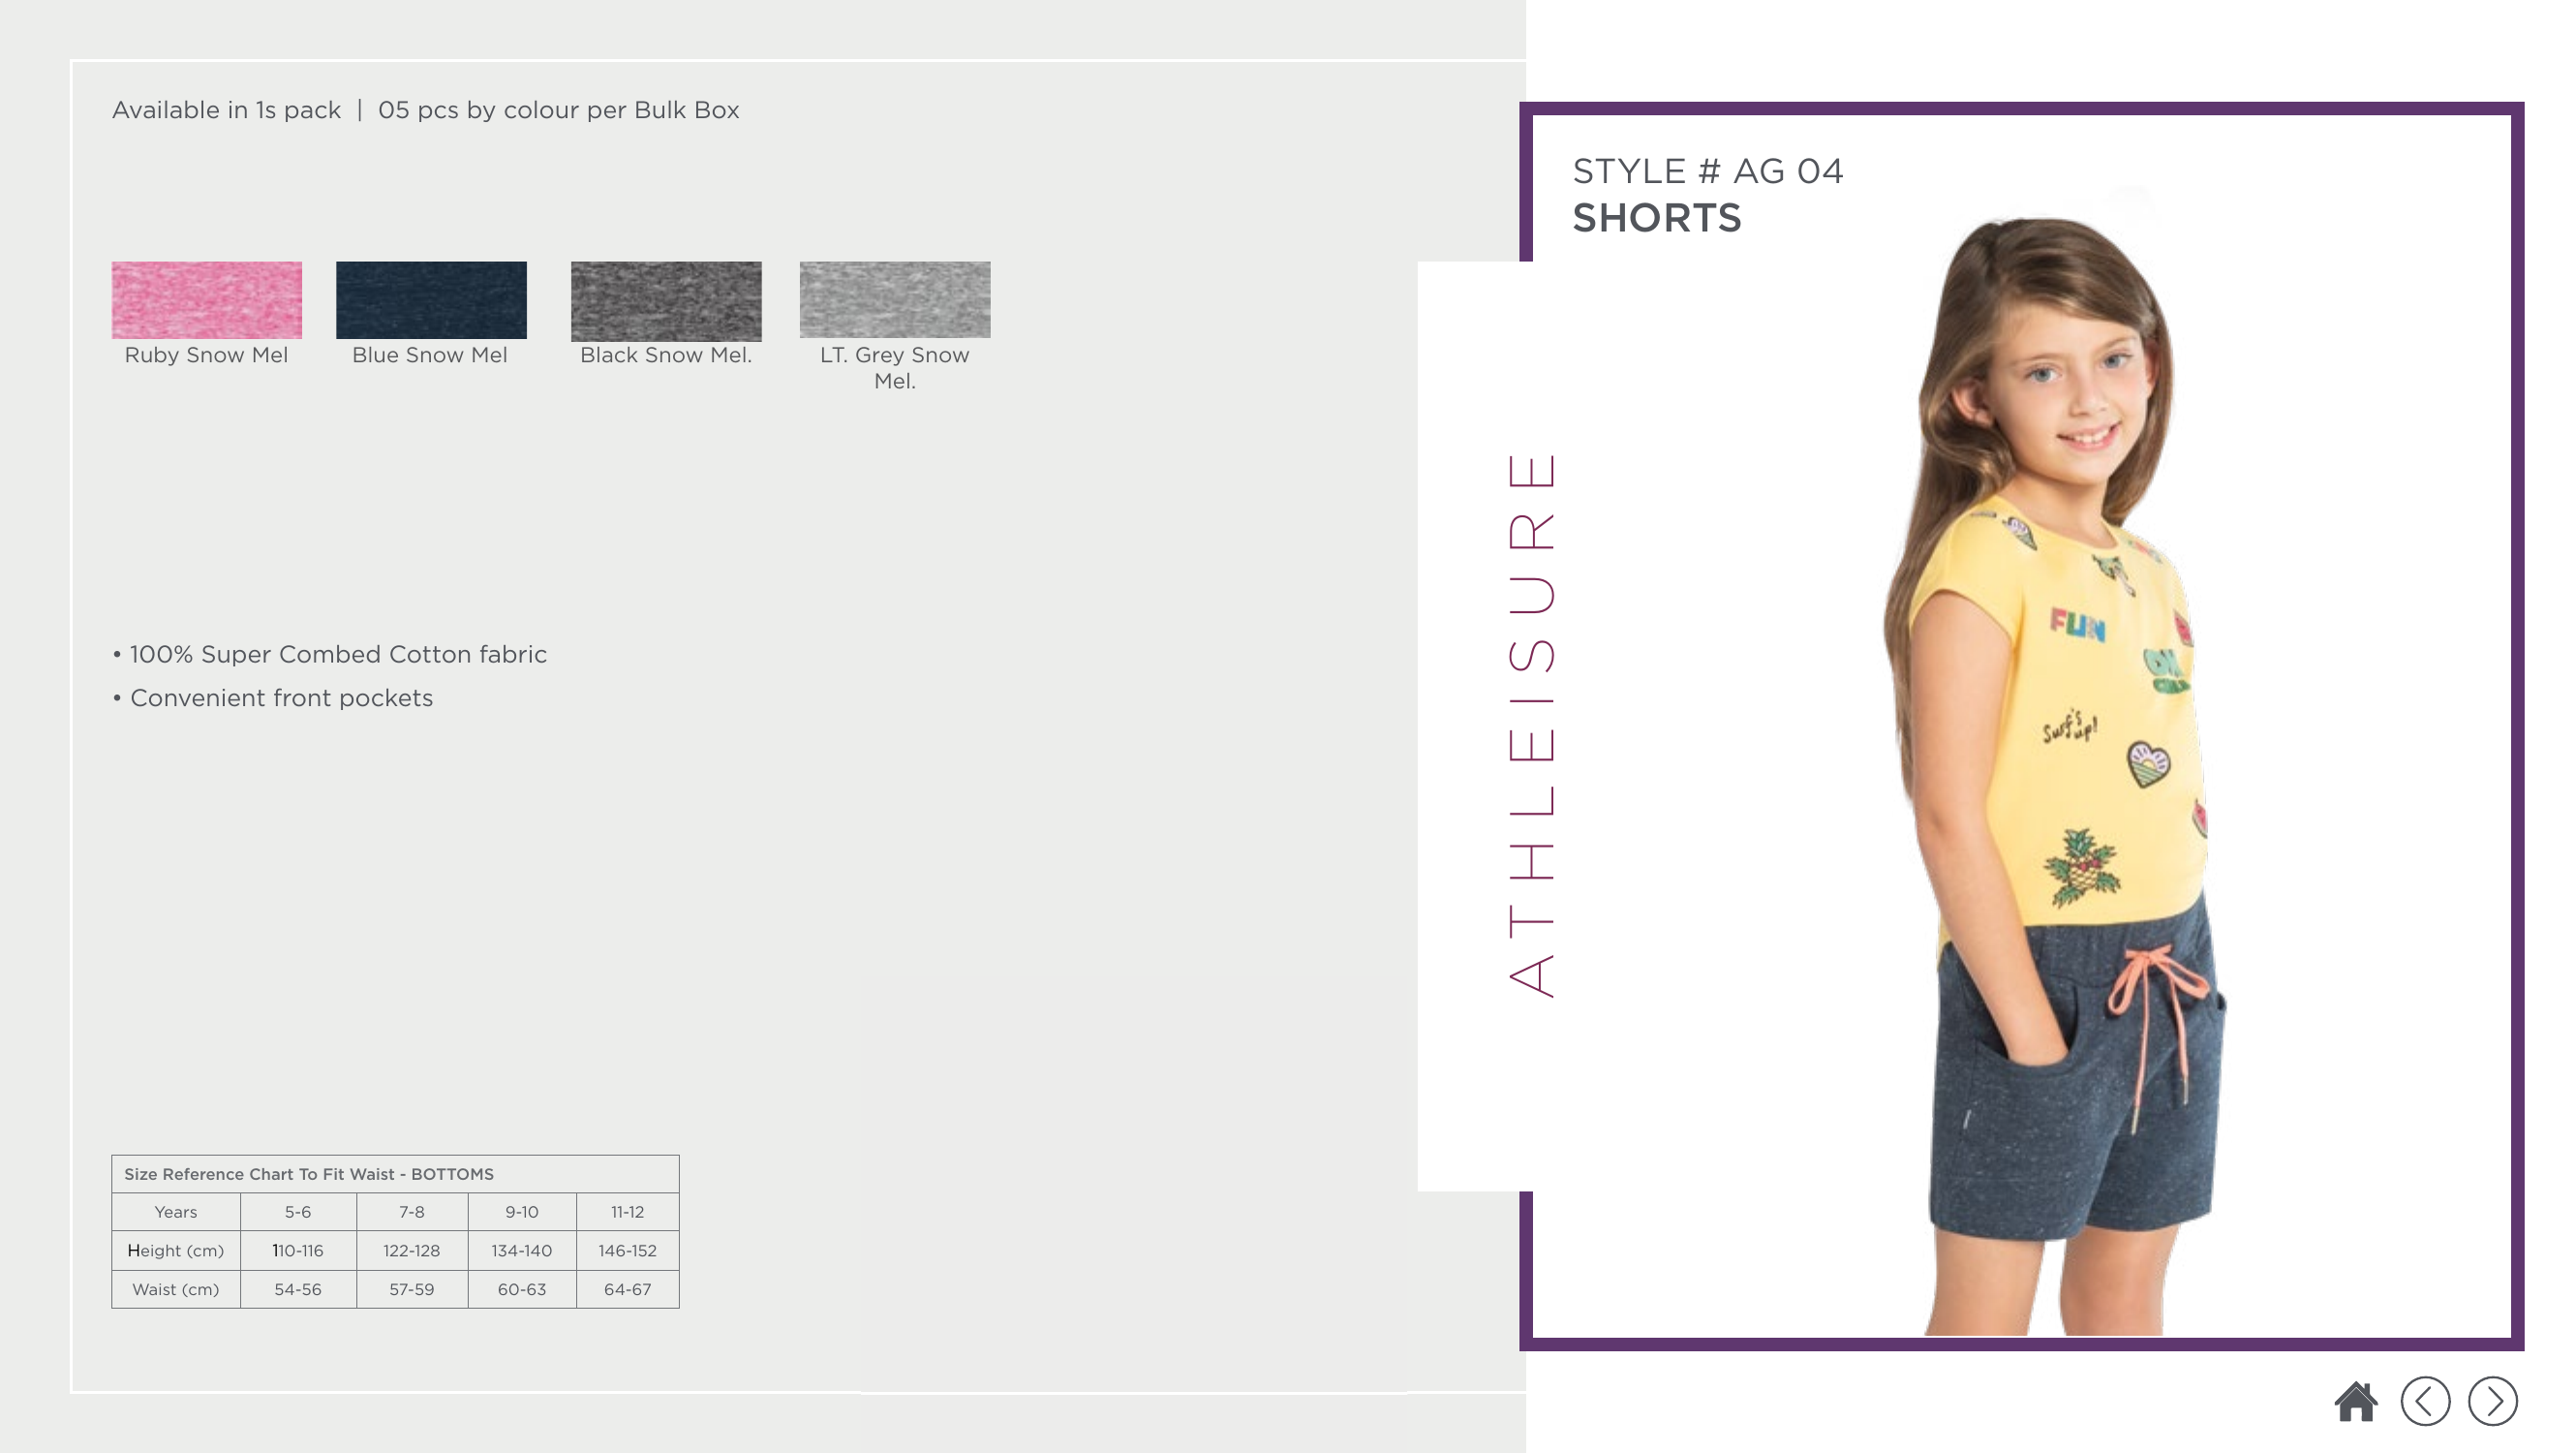 Available in 1s pack | 05 pcs by colour per Bulk Box
Ruby Snow Mel
Blue Snow Mel
Black Snow Mel.
LT. Grey Snow
Mel.
• 100% Super Combed Cotton fabric
• Convenient front pockets
Size Reference Chart To Fit Waist - BOTTOMS
Years 5-6 7-8 9-10 11-12
Height (cm) 110-116 122-128 134-140 146-152
Waist (cm) 54-56 57-59 60-63 64-67
ATHLEISURE
STYLE # AG 04
SHORTS
FUN
Surf's
up!